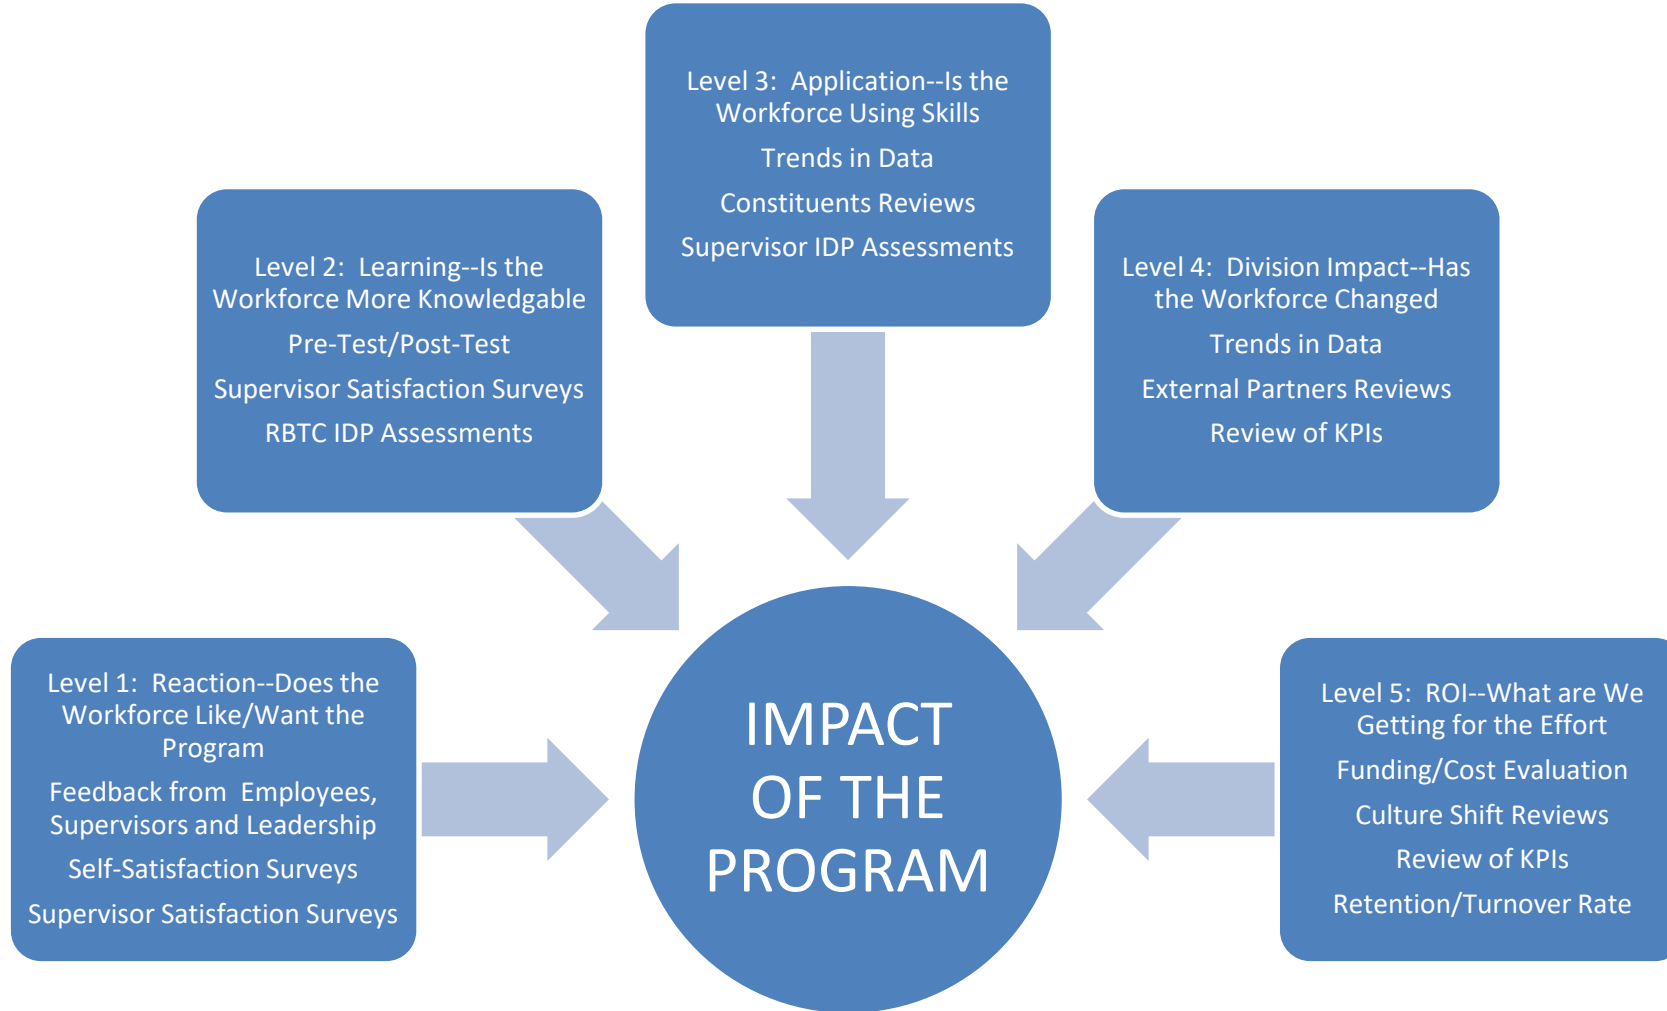 Level 3:  Application--Is the
Workforce Using Skills
Trends in Data
Constituents Reviews
Supervisor IDP Assessments
Level 2:  Learning--Is the
Workforce More Knowledgable
Pre-Test/Post-Test
Supervisor Satisfaction Surveys
RBTC IDP Assessments
Level 4:  Division Impact--Has
the Workforce Changed
Trends in Data
External Partners Reviews
Review of KPIs
Level 1:  Reaction--Does the
Workforce Like/Want the
Program
Feedback from  Employees,
Supervisors and Leadership
Self-Satisfaction Surveys
Supervisor Satisfaction Surveys
IMPACT
OF THE
PROGRAM
Level 5:  ROI--What are We
Getting for the Effort
Funding/Cost Evaluation
Culture Shift Reviews
Review of KPIs
Retention/Turnover Rate